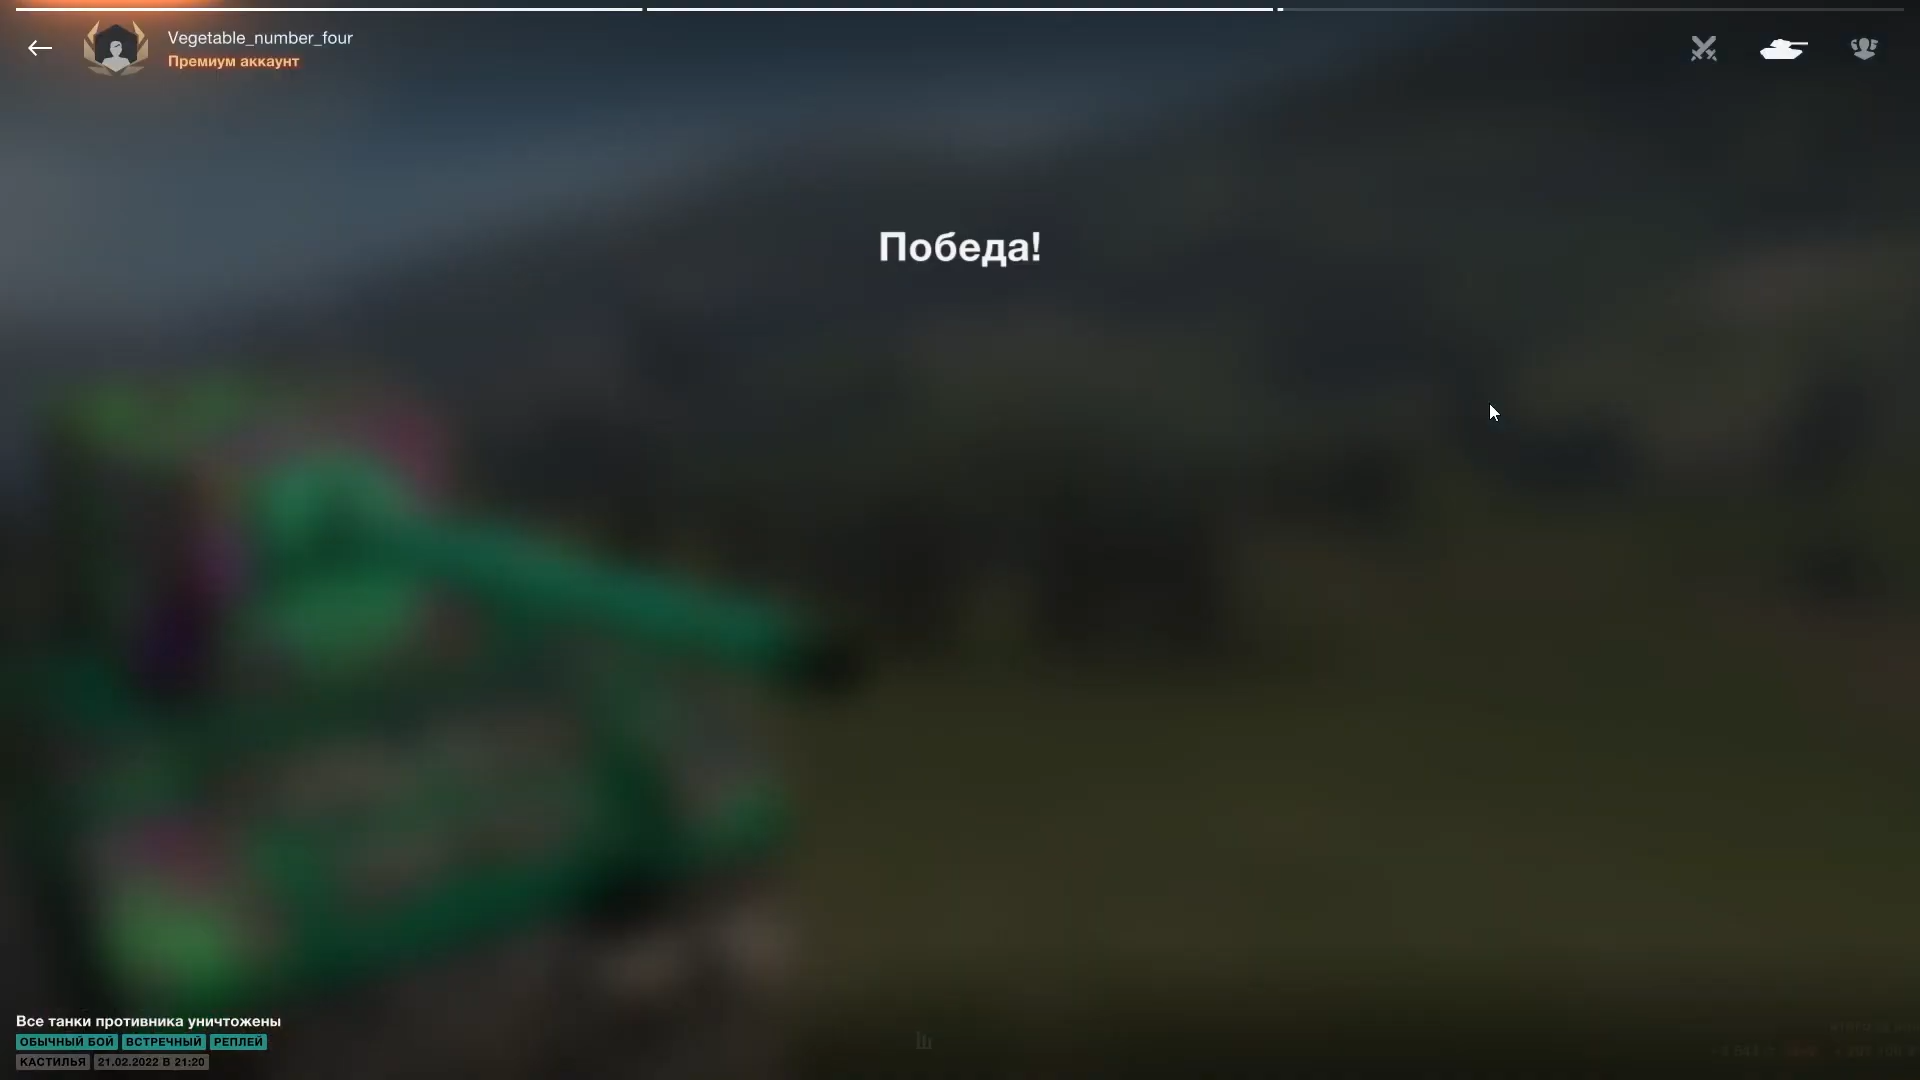 Vegetable_number_four
Премиум аккаунт
Победа!
Все танки противника уничтожены
ОБЫЧНЫЙ БОЙ ВСТРЕЧНЫЙ РЕПЛЕЙ
КАСТИЛЬЯ 21.02.2022 В 21:20